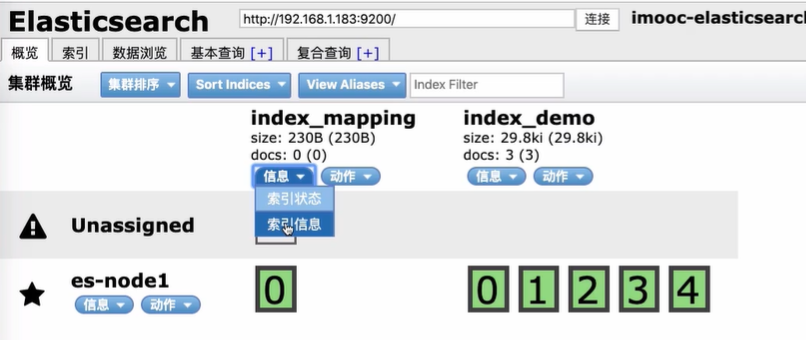 Elasticsearch http://192.168.1.183:9200/ 连接 imooc-elasticsearch
概览 索引 数据浏览 基本查询 [+] 复合查询 [+]
集群概览 集群排序 Sort Indices View Aliases Index Filter
index_mapping index_demo
size: 230B (230B) size: 29.8ki (29.8ki)
docs: 0 (0) docs: 3 (3)
信息 动作 信息 动作
索引状态
Unassigned 索引信息
es-node1
信息 动作 0 0 1 2 3 4